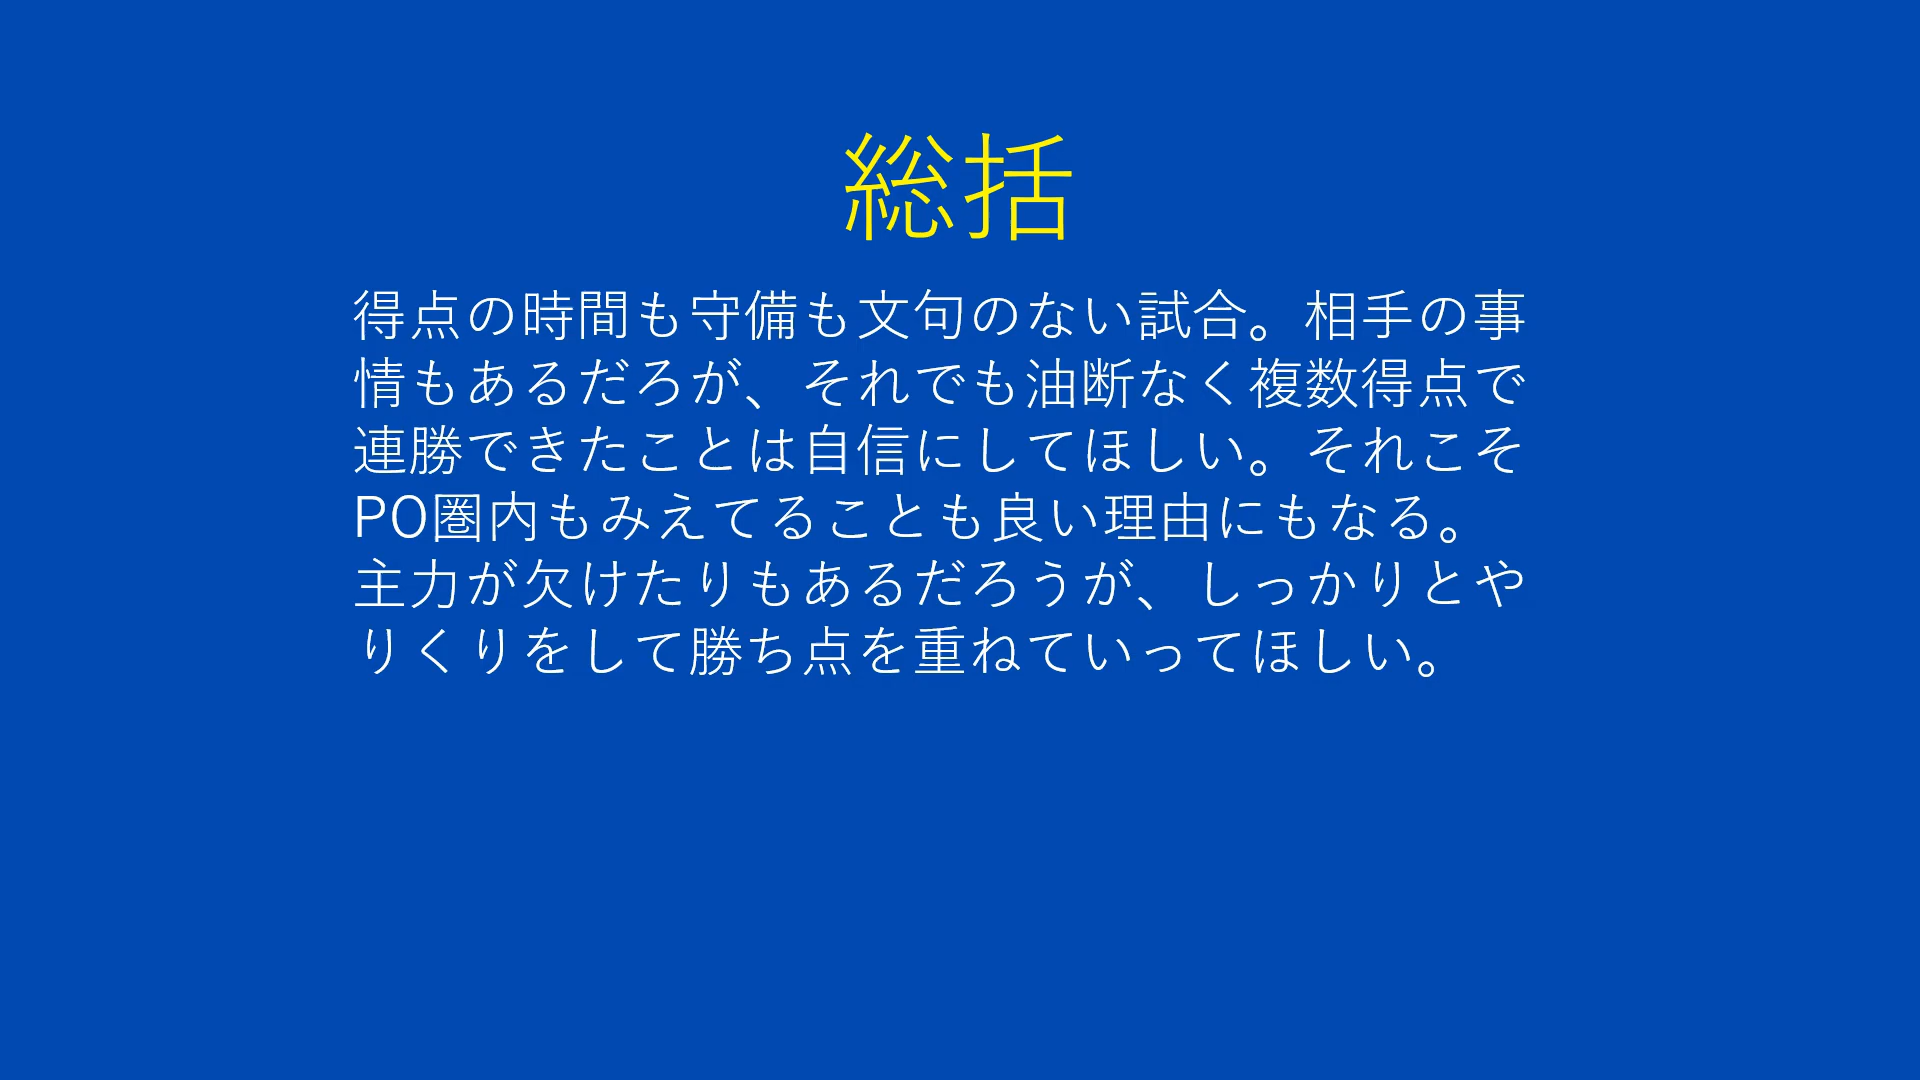 総括
得点の時間も守備も文句のない試合。相手の事
情もあるだろが、それでも油断なく複数得点で
連勝できたことは自信にしてほしい。それこそ
PO圏内もみえてることも良い理由にもなる。
主力が欠けたりもあるだろうが、しっかりとや
りくりをして勝ち点を重ねていってほしい。